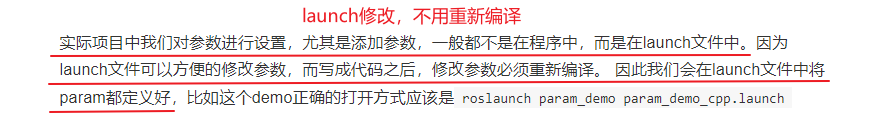 launch修改，不用重新编译
实际项目中我们对参数进行设置，尤其是添加参数，一般都不是在程序中，而是在launch文件中。因为
launch文件可以方便的修改参数，而写成代码之后，修改参数必须重新编译。 因此我们会在launch文件中将
param都定义好，比如这个demo正确的打开方式应该是 roslaunch param_demo param_demo_cpp.launch